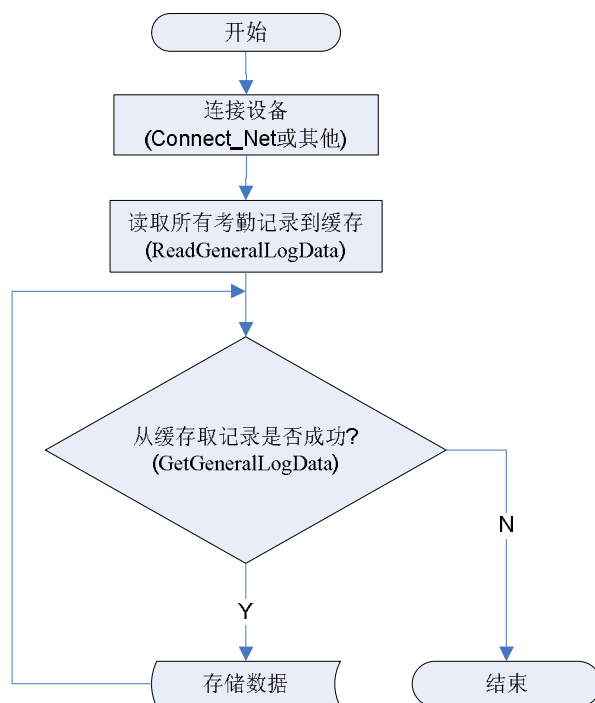 开始
连接设备
(Connect_Net或其他)
读取所有考勤记录到缓存
(ReadGeneralLogData)
从缓存取记录是否成功?
(GetGeneralLogData)
N
Y
存储数据
结束